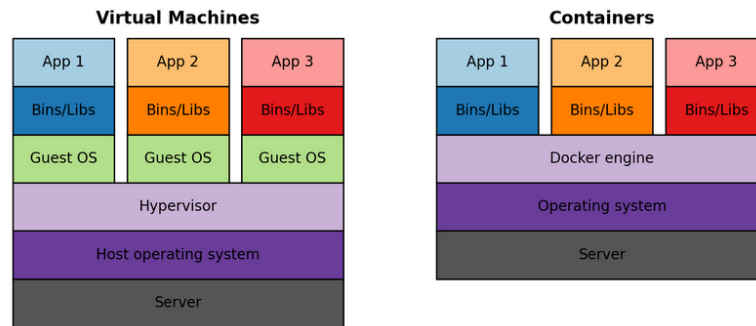 Virtual Machines
App 1 App 2 App 3
Bins/Libs Bins/Libs Bins/Libs
Guest OS Guest OS Guest OS
Hypervisor
Host operating system
Server
Containers
App 1 App 2 App 3
Bins/Libs Bins/Libs Bins/Libs
Docker engine
Operating system
Server